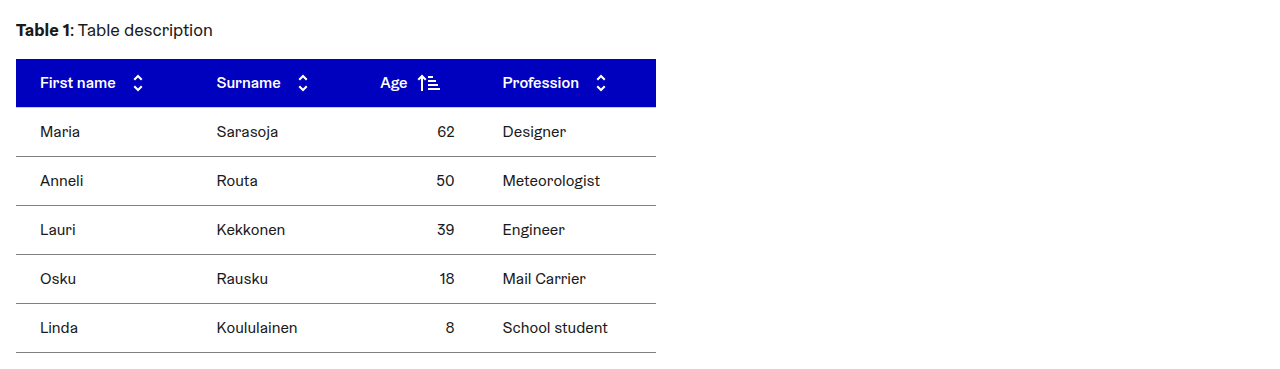 Table 1: Table description
First name Surname Age Profession
Maria Sarasoja 62 Designer
Anneli Routa 50 Meteorologist
Lauri Kekkonen 39 Engineer
Osku Rausku 18 Mail Carrier
Linda Koululainen 8 School student